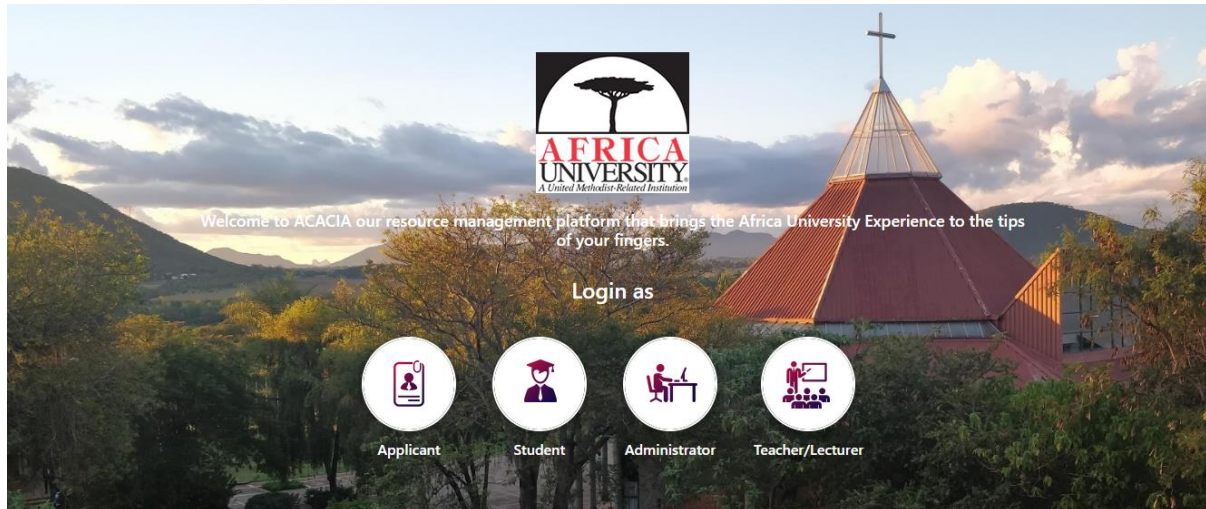 AFRICA
UNIVERSITY
A United Methodist-Related Institution
Welcome to ACACIA our resource management platform that brings the Africa University Experience to the tips
of your fingers.
Login as
Applicant
Student
Administrator
Teacher/Lecturer